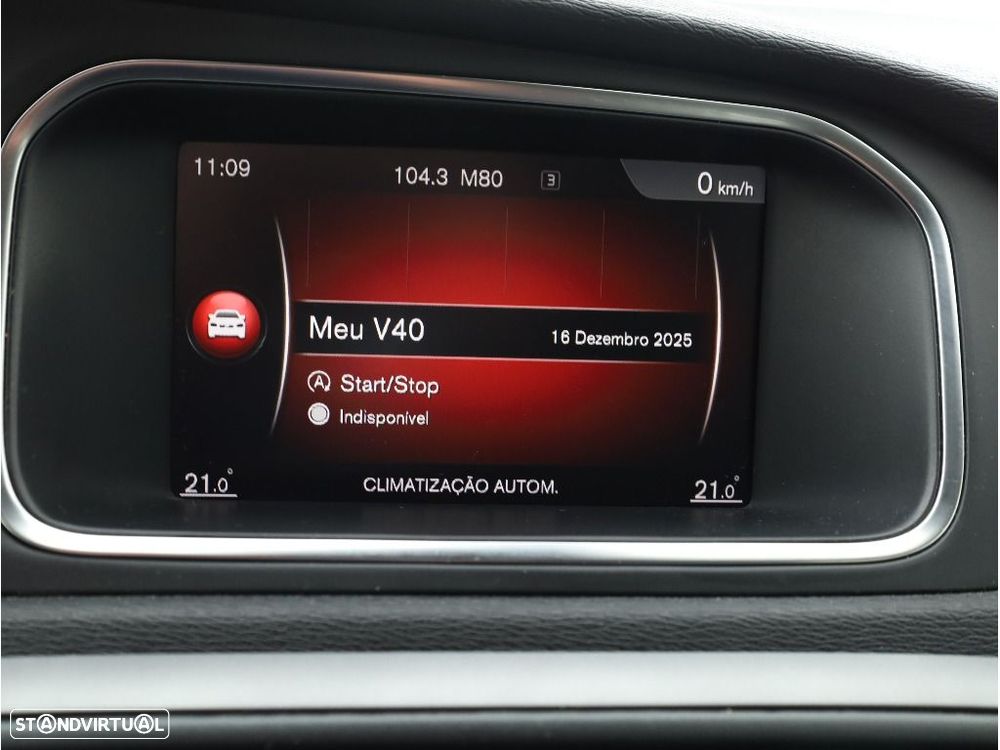 11:09
104.3 M80 3
0 km/h
Meu V40 16 Dezembro 2025
A Start/Stop
Indisponível
21.0° CLIMATIZAÇÃO AUTOM. 21.0°
STANDVIRTUAL